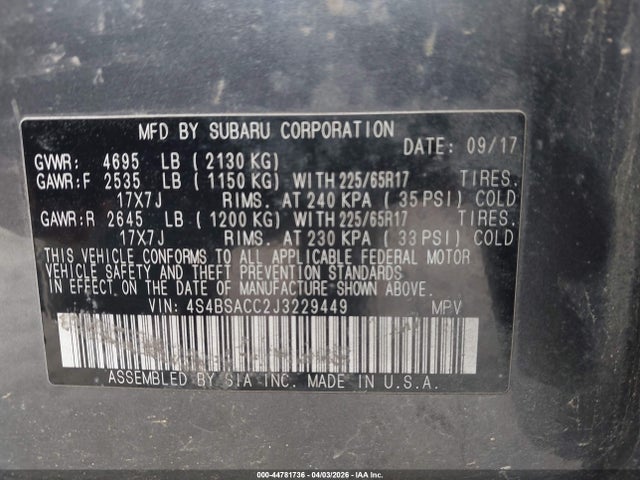 MFD BY SUBARU CORPORATION
DATE: 09/17
GVWR: 4695 LB (2130 KG)
GAWR:F 2535 LB (1150 KG) WITH 225/65R17 TIRES.
17X7J RIMS. AT 240 KPA (35 PSI) COLD
GAWR:R 2645 LB (1200 KG) WITH 225/65R17 TIRES.
17X7J RIMS. AT 230 KPA (33 PSI) COLD
THIS VEHICLE CONFORMS TO ALL APPLICABLE FEDERAL MOTOR
VEHICLE SAFETY AND THEFT PREVENTION STANDARDS
IN EFFECT ON THE DATE OF MANUFACTURE SHOWN ABOVE.
VIN: 4S4BSACC2J3229449 MPV
ASSEMBLED BY SIA INC. MADE IN U.S.A.
000-44781736 - 04/03/2026 - IAA Inc.